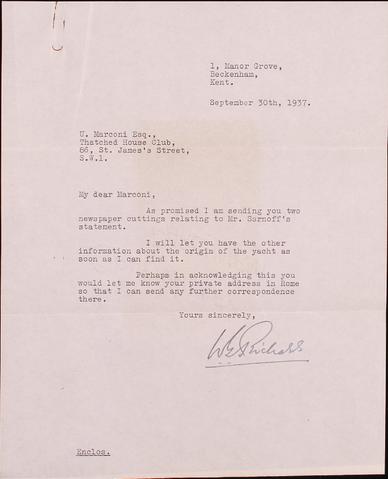 1, Manor Grove,
Beckenham,
Kent.
September 30th, 1937.
U. Marconi Esq.,
Thatched House Club,
86, St. James's Street,
S.W.1.
My dear Marconi,
As promised I am sending you two
newspaper cuttings relating to Mr. Sarnoff's
statement.
I will let you have the other
information about the origin of the yacht as
soon as I can find it.
Perhaps in acknowledging this you
would let me know your private address in Rome
so that I can send any further correspondence
there.
Yours sincerely,
Enclos.